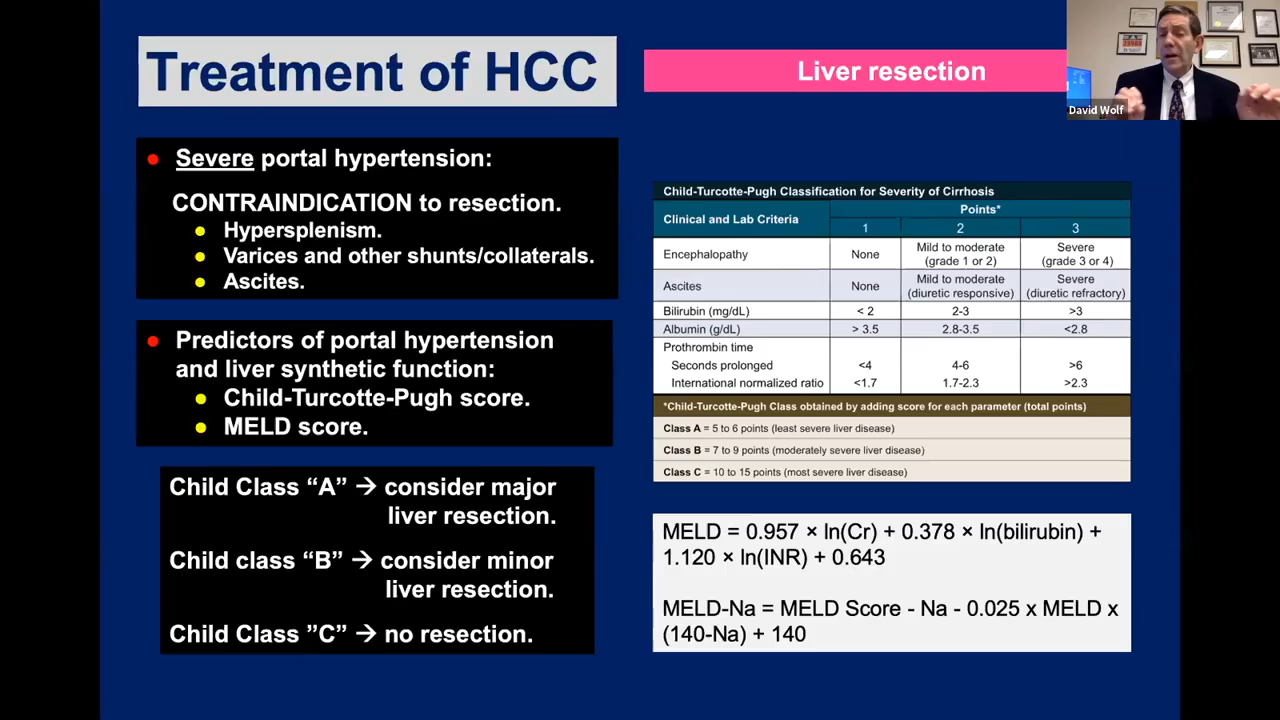 Treatment of HCC
Liver resection
David Wolf
• Severe portal hypertension:
CONTRAINDICATION to resection.
• Hypersplenism.
• Varices and other shunts/collaterals.
• Ascites.
• Predictors of portal hypertension
and liver synthetic function:
• Child-Turcotte-Pugh score.
• MELD score.
Child Class “A” → consider major
liver resection.
Child class “B” → consider minor
liver resection.
Child Class ”C” → no resection.
Child-Turcotte-Pugh Classification for Severity of Cirrhosis
Clinical and Lab Criteria
Points*
1 2 3
Encephalopathy None Mild to moderate (grade 1 or 2) Severe (grade 3 or 4)
Ascites None Mild to moderate (diuretic responsive) Severe (diuretic refractory)
Bilirubin (mg/dL) < 2 2-3 >3
Albumin (g/dL) > 3.5 2.8-3.5 <2.8
Prothrombin time
Seconds prolonged <4 4-6 >6
International normalized ratio <1.7 1.7-2.3 >2.3
*Child-Turcotte-Pugh Class obtained by adding score for each parameter (total points)
Class A = 5 to 6 points (least severe liver disease)
Class B = 7 to 9 points (moderately severe liver disease)
Class C = 10 to 15 points (most severe liver disease)
MELD = 0.957 × ln(Cr) + 0.378 × ln(bilirubin) +
1.120 × ln(INR) + 0.643
MELD-Na = MELD Score - Na - 0.025 x MELD x
(140-Na) + 140